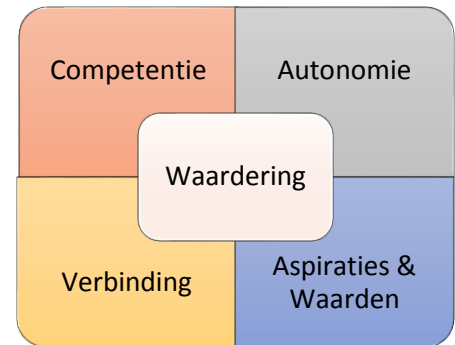 Competentie
Autonomie
Waardering
Verbinding
Aspiraties &
Waarden